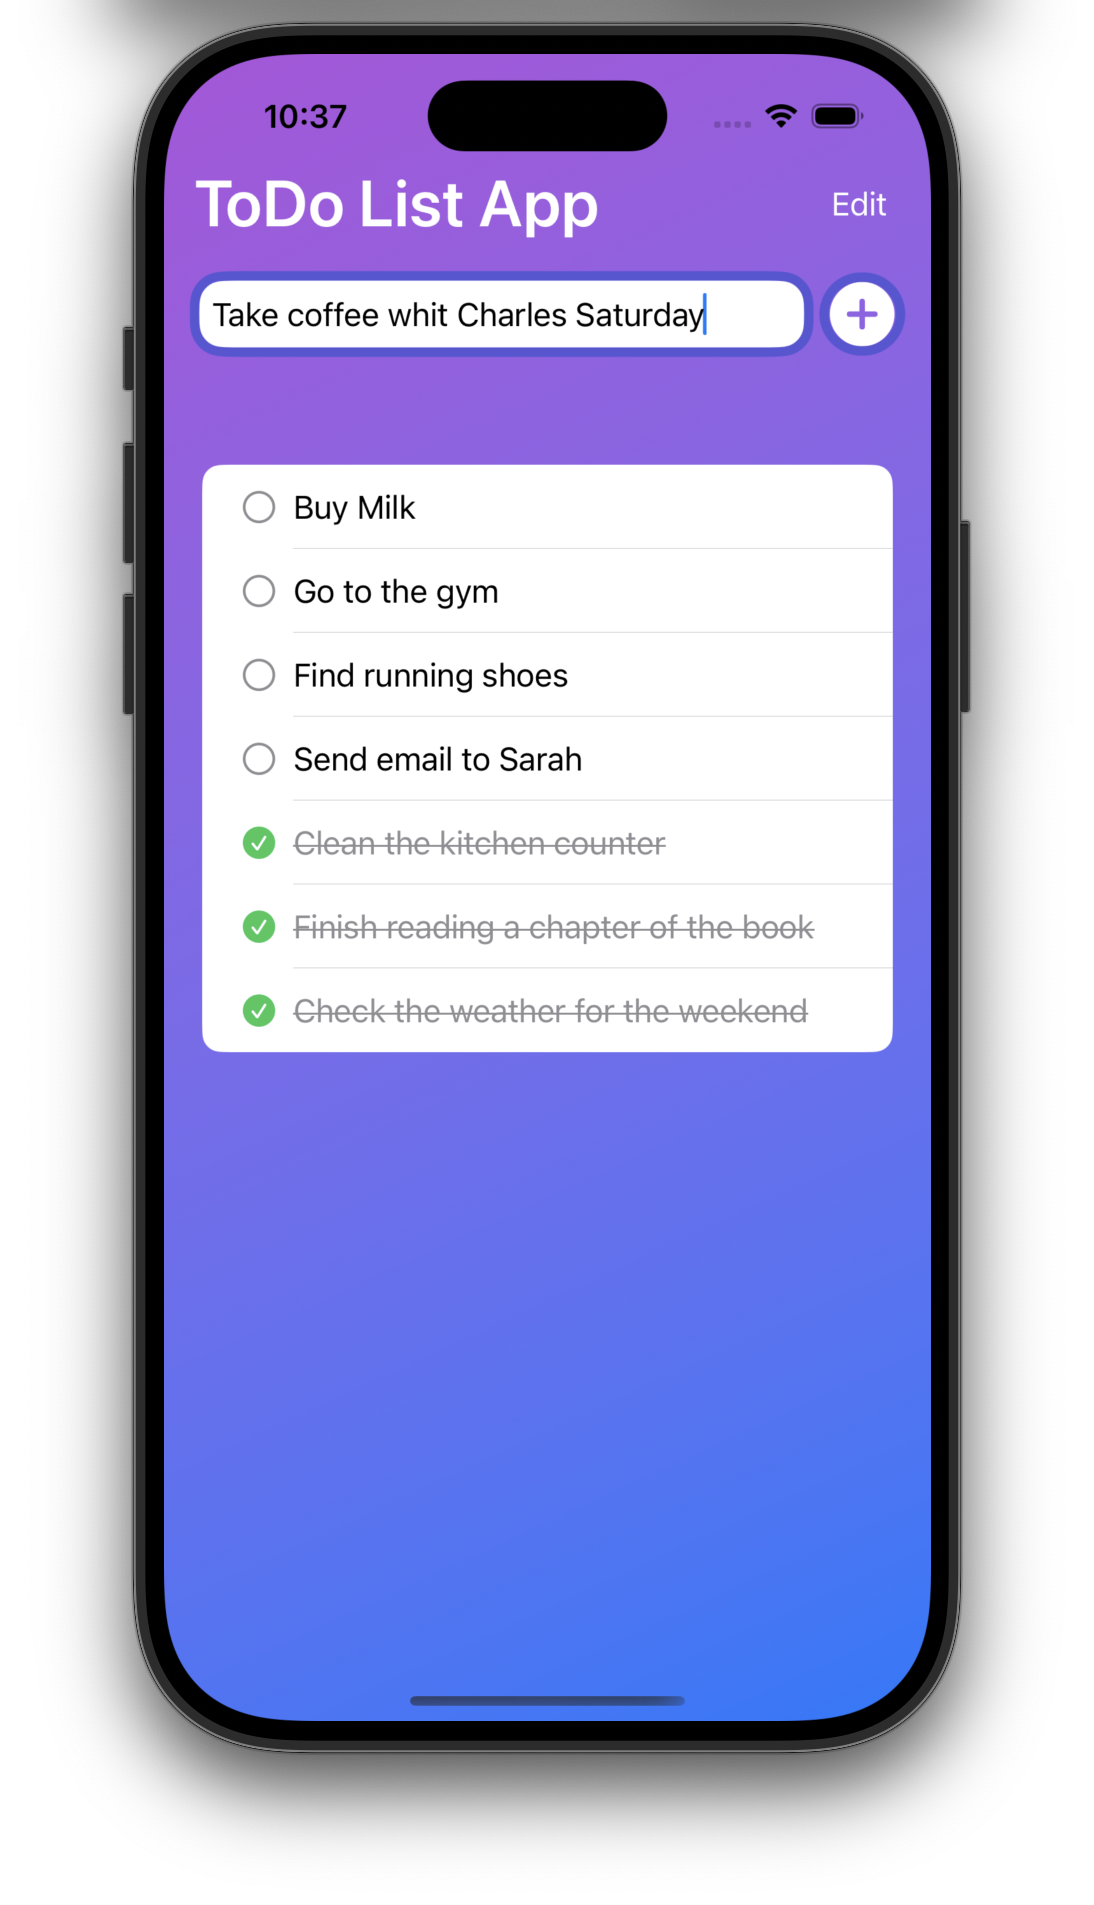 10:37
ToDo List App
Edit
Take coffee whit Charles Saturday
Buy Milk
Go to the gym
Find running shoes
Send email to Sarah
Clean the kitchen counter
Finish reading a chapter of the book
Check the weather for the weekend